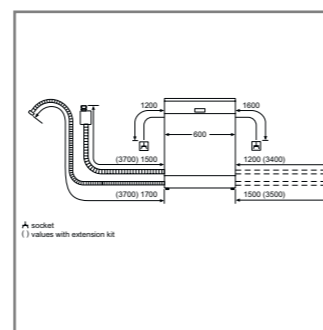 1200 1600
600
(3700) 1500 1200 (3400)
(3700) 1700 1500 (3500)
socket
( ) values with extension kit